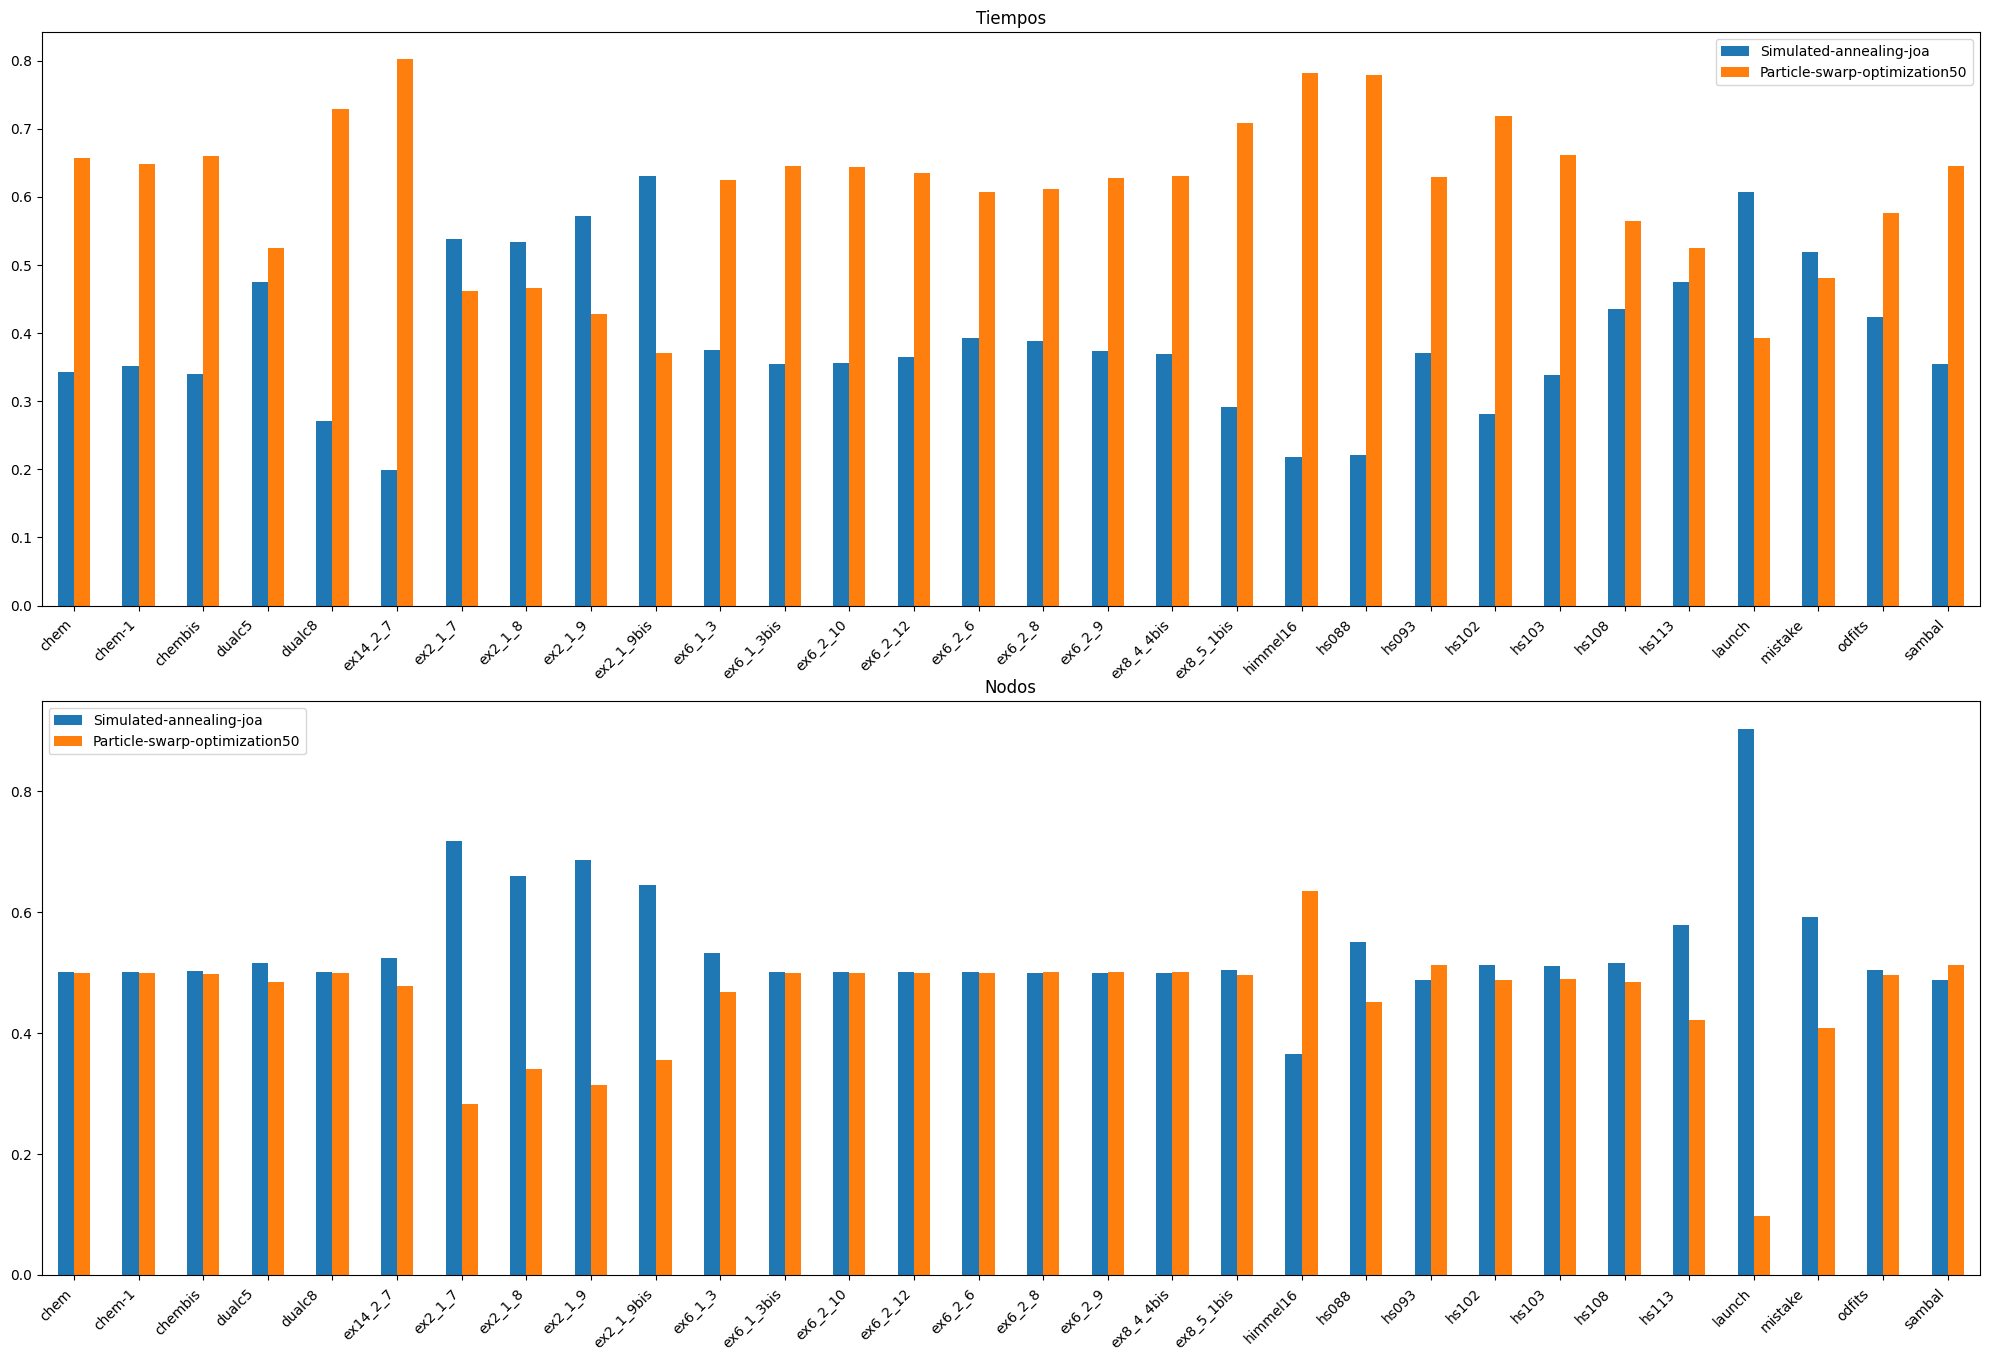 Tiempos
Simulated-annealing-joa
Particle-swarp-optimization50
0.8
0.7
0.6
0.5
0.4
0.3
0.2
0.1
0.0
chem
chem-1
chembis
dualc5
dualc8
ex14_2_7
ex2_1_7
ex2_1_8
ex2_1_9
ex2_1_9bis
ex6_1_3
ex6_1_3bis
ex6_2_10
ex6_2_12
ex6_2_6
ex6_2_8
ex6_2_9
ex8_4_4bis
ex8_5_1bis
himmel16
hs088
hs093
hs102
hs103
hs108
hs113
launch
mistake
odfits
sambal
Nodos
Simulated-annealing-joa
Particle-swarp-optimization50
0.8
0.6
0.4
0.2
0.0
chem
chem-1
chembis
dualc5
dualc8
ex14_2_7
ex2_1_7
ex2_1_8
ex2_1_9
ex2_1_9bis
ex6_1_3
ex6_1_3bis
ex6_2_10
ex6_2_12
ex6_2_6
ex6_2_8
ex6_2_9
ex8_4_4bis
ex8_5_1bis
himmel16
hs088
hs093
hs102
hs103
hs108
hs113
launch
mistake
odfits
sambal